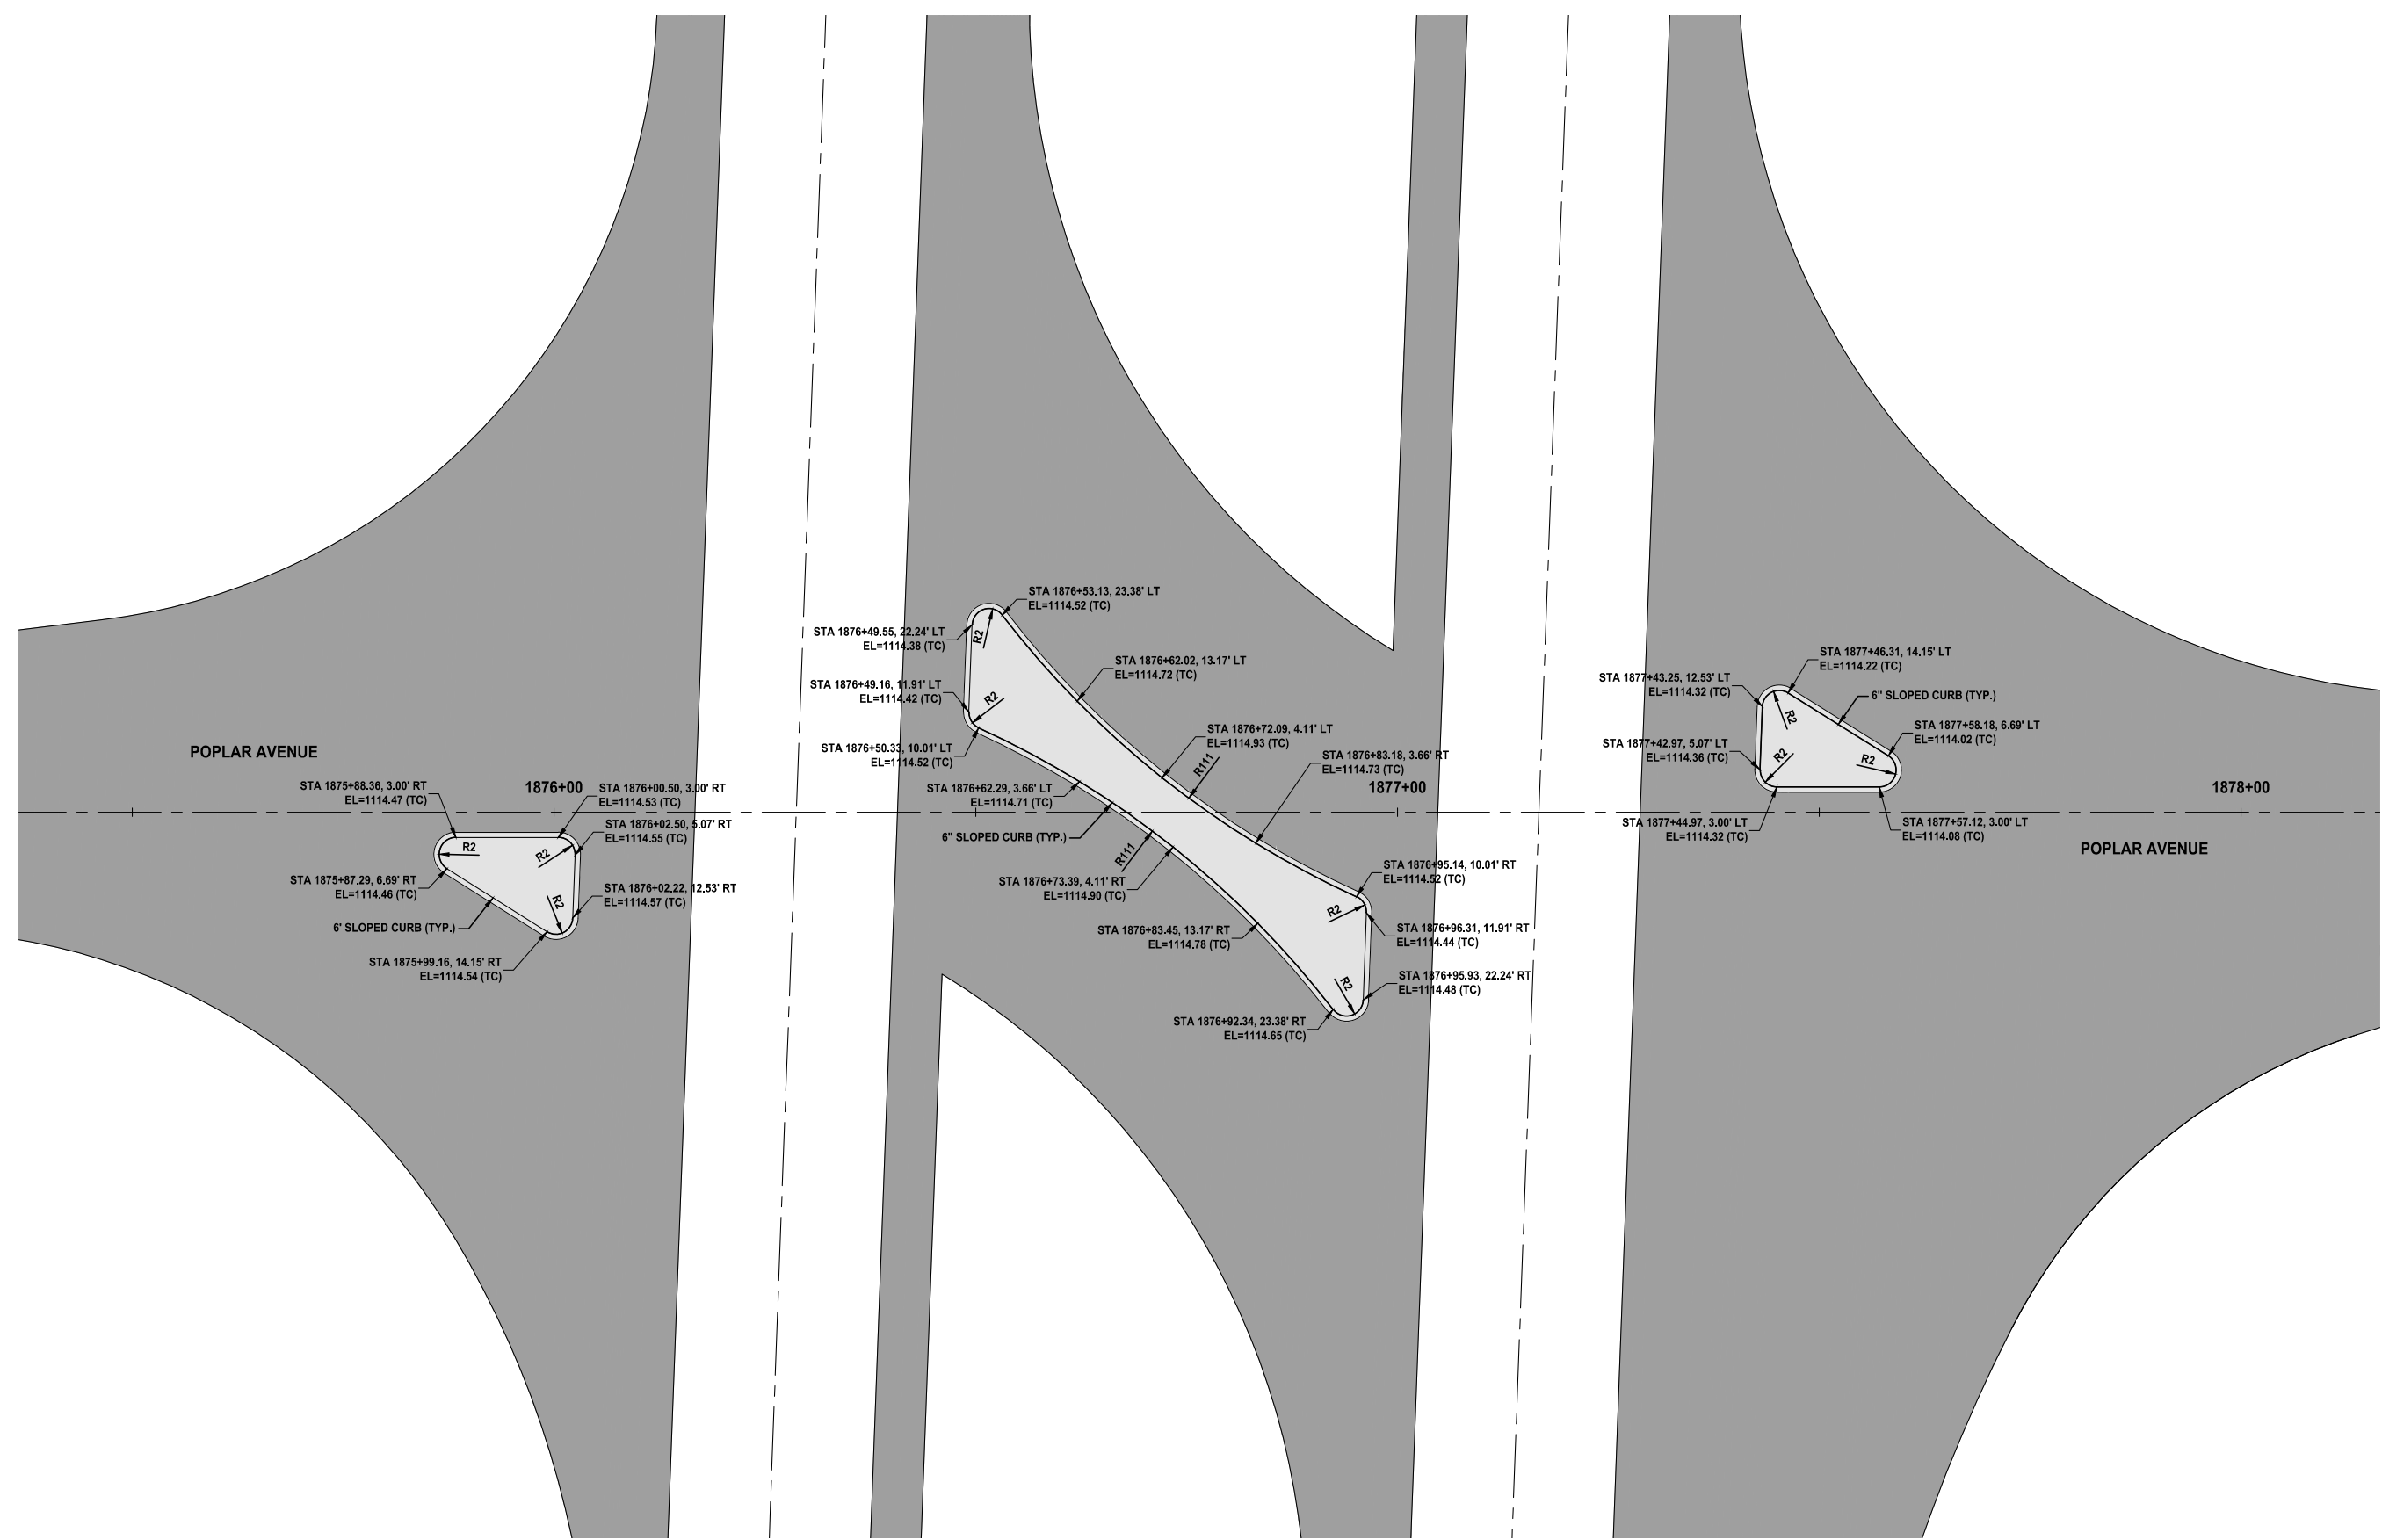 STA 1876+53.13, 23.38' LT
EL=1114.52 (TC)
STA 1876+49.55, 22.24' LT
EL=1114.38 (TC)
R2
STA 1876+62.02, 13.17' LT
EL=1114.72 (TC)
STA 1876+49.16, 11.91' LT
EL=1114.42 (TC)
R2
STA 1876+50.33, 10.01' LT
EL=1114.52 (TC)
STA 1876+72.09, 4.11' LT
EL=1114.93 (TC)
R111
STA 1876+83.18, 3.66' RT
EL=1114.73 (TC)
STA 1877+46.31, 14.15' LT
EL=1114.22 (TC)
STA 1877+43.25, 12.53' LT
EL=1114.32 (TC)
6" SLOPED CURB (TYP.)
R2
STA 1877+58.18, 6.69' LT
EL=1114.02 (TC)
STA 1877+42.97, 5.07' LT
EL=1114.36 (TC)
R2
R2
POPLAR AVENUE
STA 1875+88.36, 3.00' RT
EL=1114.47 (TC)
1876+00
STA 1876+00.50, 3.00' RT
EL=1114.53 (TC)
STA 1876+62.29, 3.66' LT
EL=1114.71 (TC)
1877+00
1878+00
STA 1876+02.50, 5.07' RT
EL=1114.55 (TC)
6" SLOPED CURB (TYP.)
STA 1877+44.97, 3.00' LT
EL=1114.32 (TC)
STA 1877+57.12, 3.00' LT
EL=1114.08 (TC)
R2
R2
R111
POPLAR AVENUE
STA 1875+87.29, 6.69' RT
EL=1114.46 (TC)
STA 1876+02.22, 12.53' RT
EL=1114.57 (TC)
R2
STA 1876+73.39, 4.11' RT
EL=1114.90 (TC)
STA 1876+95.14, 10.01' RT
EL=1114.52 (TC)
R2
6' SLOPED CURB (TYP.)
STA 1876+83.45, 13.17' RT
EL=1114.78 (TC)
STA 1876+96.31, 11.91' RT
EL=1114.44 (TC)
STA 1875+99.16, 14.15' RT
EL=1114.54 (TC)
R2
STA 1876+95.93, 22.24' RT
EL=1114.48 (TC)
STA 1876+92.34, 23.38' RT
EL=1114.65 (TC)